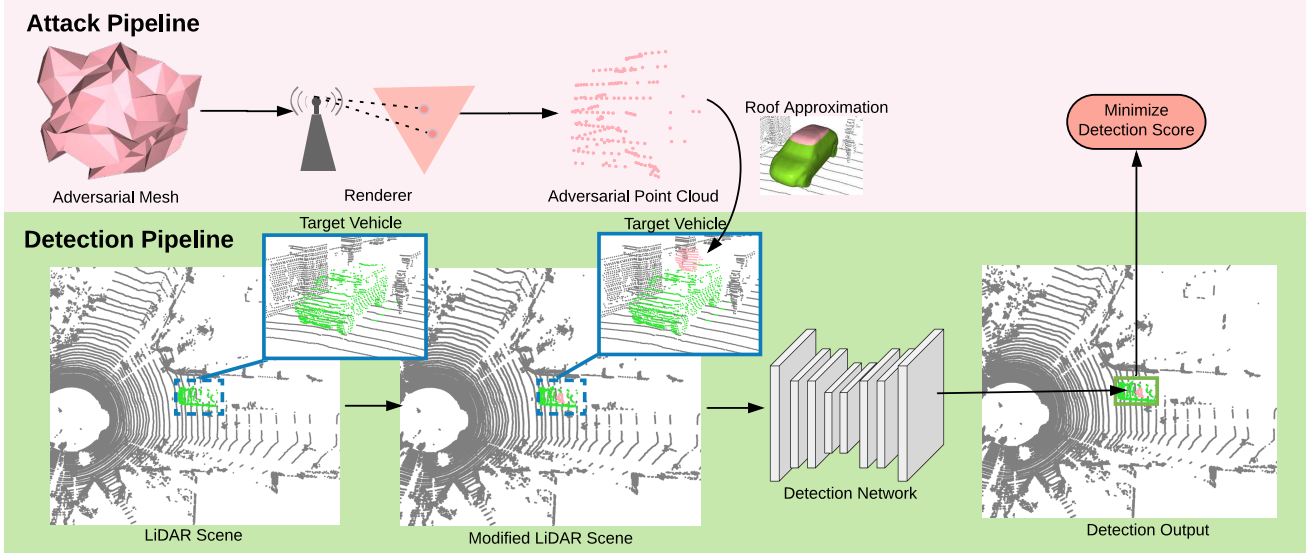 Attack Pipeline
Adversarial Mesh
Renderer
Adversarial Point Cloud
Roof Approximation
Minimize
Detection Score
Detection Pipeline
Target Vehicle
Target Vehicle
LiDAR Scene
Modified LiDAR Scene
Detection Network
Detection Output